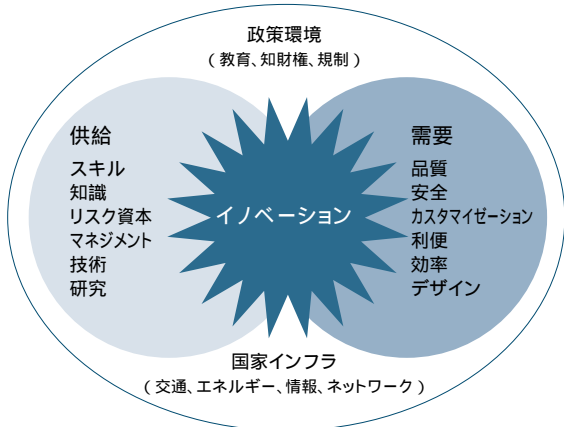 政策環境
(教育、知財権、規制)
供給
スキル
知識
リスク資本
マネジメント
技術
研究
イノベーション
需要
品質
安全
カスタマイゼーション
利便
効率
デザイン
国家インフラ
(交通、エネルギー、情報、ネットワーク)